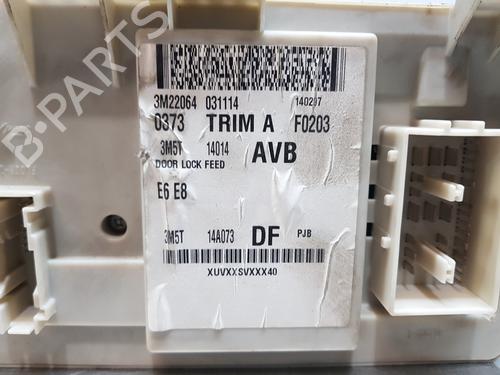 B-PARTS
3M22064 031114 140297
0373 TRIM A F0203
3M5T 14014 AVB
DOOR LOCK FEED
E6 E8
3M5T 14A073 DF PJB
XUVXXSVXXX40